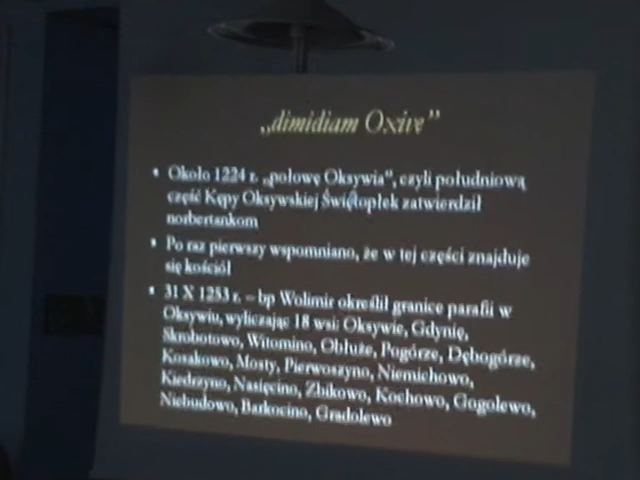 „dimidiam Oxive”
• Około 1224 r. „połowę Oksywia”, czyli południową
część Kępy Oksywskiej Świętopełk zatwierdził
norbertankom
• Po raz pierwszy wspomniano, że w tej części znajduje
się kościół
• 31 X 1253 r. – bp Wolimir określił granice parafii w
Oksywiu, wyliczając 18 wsi: Oksywie, Gdynię,
Skrobotowo, Witomino, Obłuże, Pogórze, Dębogórze,
Kosakowo, Mosty, Pierwoszyno, Niemichowo,
Kiedrzyno, Nasięcino, Zbikowo, Kochowo, Gogolewo,
Niebudowo, Barkocino, Gradolewo